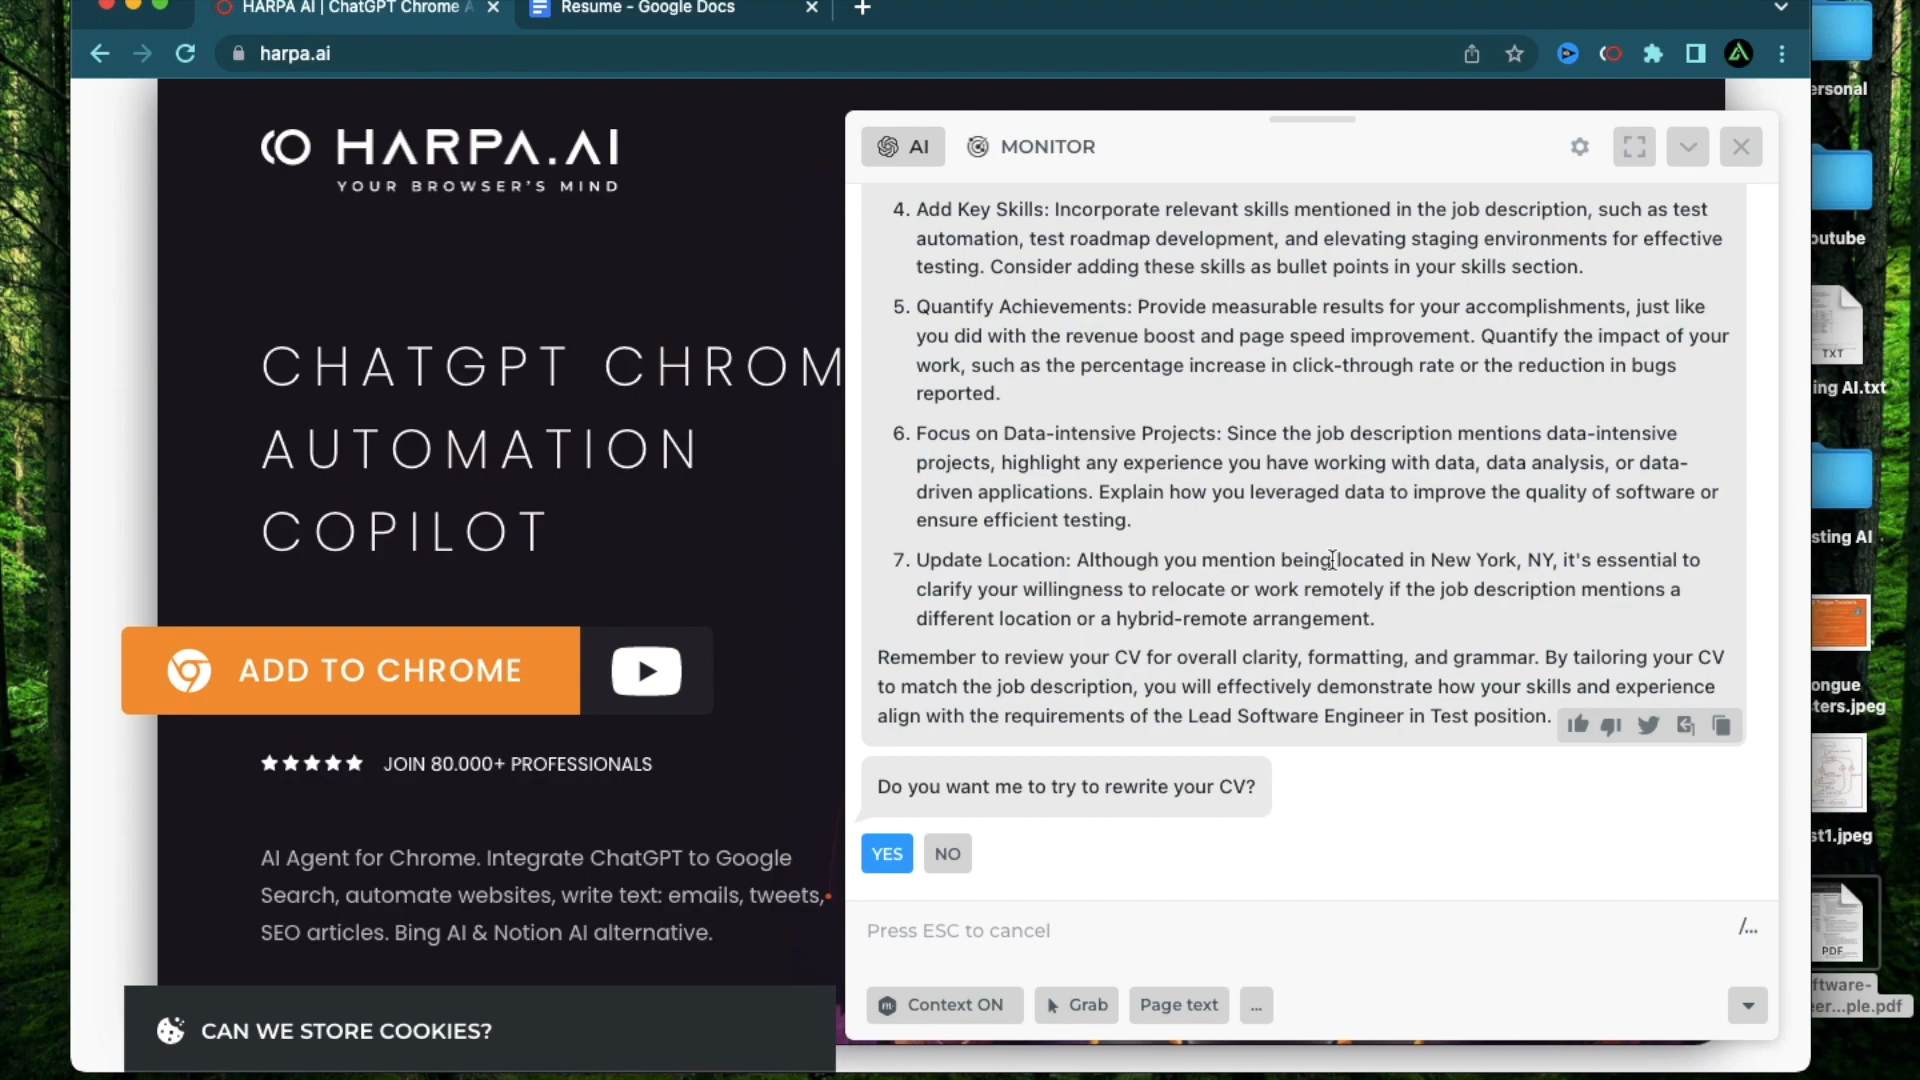 HARPA AI | ChatGPT Chrome A
Resume - Google Docs
harpa.ai
HARPA.AI
YOUR BROWSER'S MIND
CHATGPT CHROM
AUTOMATION
COPILOT
ADD TO CHROME
JOIN 80.000+ PROFESSIONALS
AI Agent for Chrome. Integrate ChatGPT to Google
Search, automate websites, write text: emails, tweets,
SEO articles. Bing AI & Notion AI alternative.
CAN WE STORE COOKIES?
AI
MONITOR
4. Add Key Skills: Incorporate relevant skills mentioned in the job description, such as test
automation, test roadmap development, and elevating staging environments for effective
testing. Consider adding these skills as bullet points in your skills section.
5. Quantify Achievements: Provide measurable results for your accomplishments, just like
you did with the revenue boost and page speed improvement. Quantify the impact of your
work, such as the percentage increase in click-through rate or the reduction in bugs
reported.
6. Focus on Data-intensive Projects: Since the job description mentions data-intensive
projects, highlight any experience you have working with data, data analysis, or data-
driven applications. Explain how you leveraged data to improve the quality of software or
ensure efficient testing.
7. Update Location: Although you mention being located in New York, NY, it's essential to
clarify your willingness to relocate or work remotely if the job description mentions a
different location or a hybrid-remote arrangement.
Remember to review your CV for overall clarity, formatting, and grammar. By tailoring your CV
to match the job description, you will effectively demonstrate how your skills and experience
align with the requirements of the Lead Software Engineer in Test position.
Do you want me to try to rewrite your CV?
YES
NO
Press ESC to cancel
/...
Context ON
Grab
Page text
...
ersonal
outube
TXT
ing AI.txt
sting AI
ongue
ters.jpeg
st1.jpeg
PDF
ftware-
er...ple.pdf